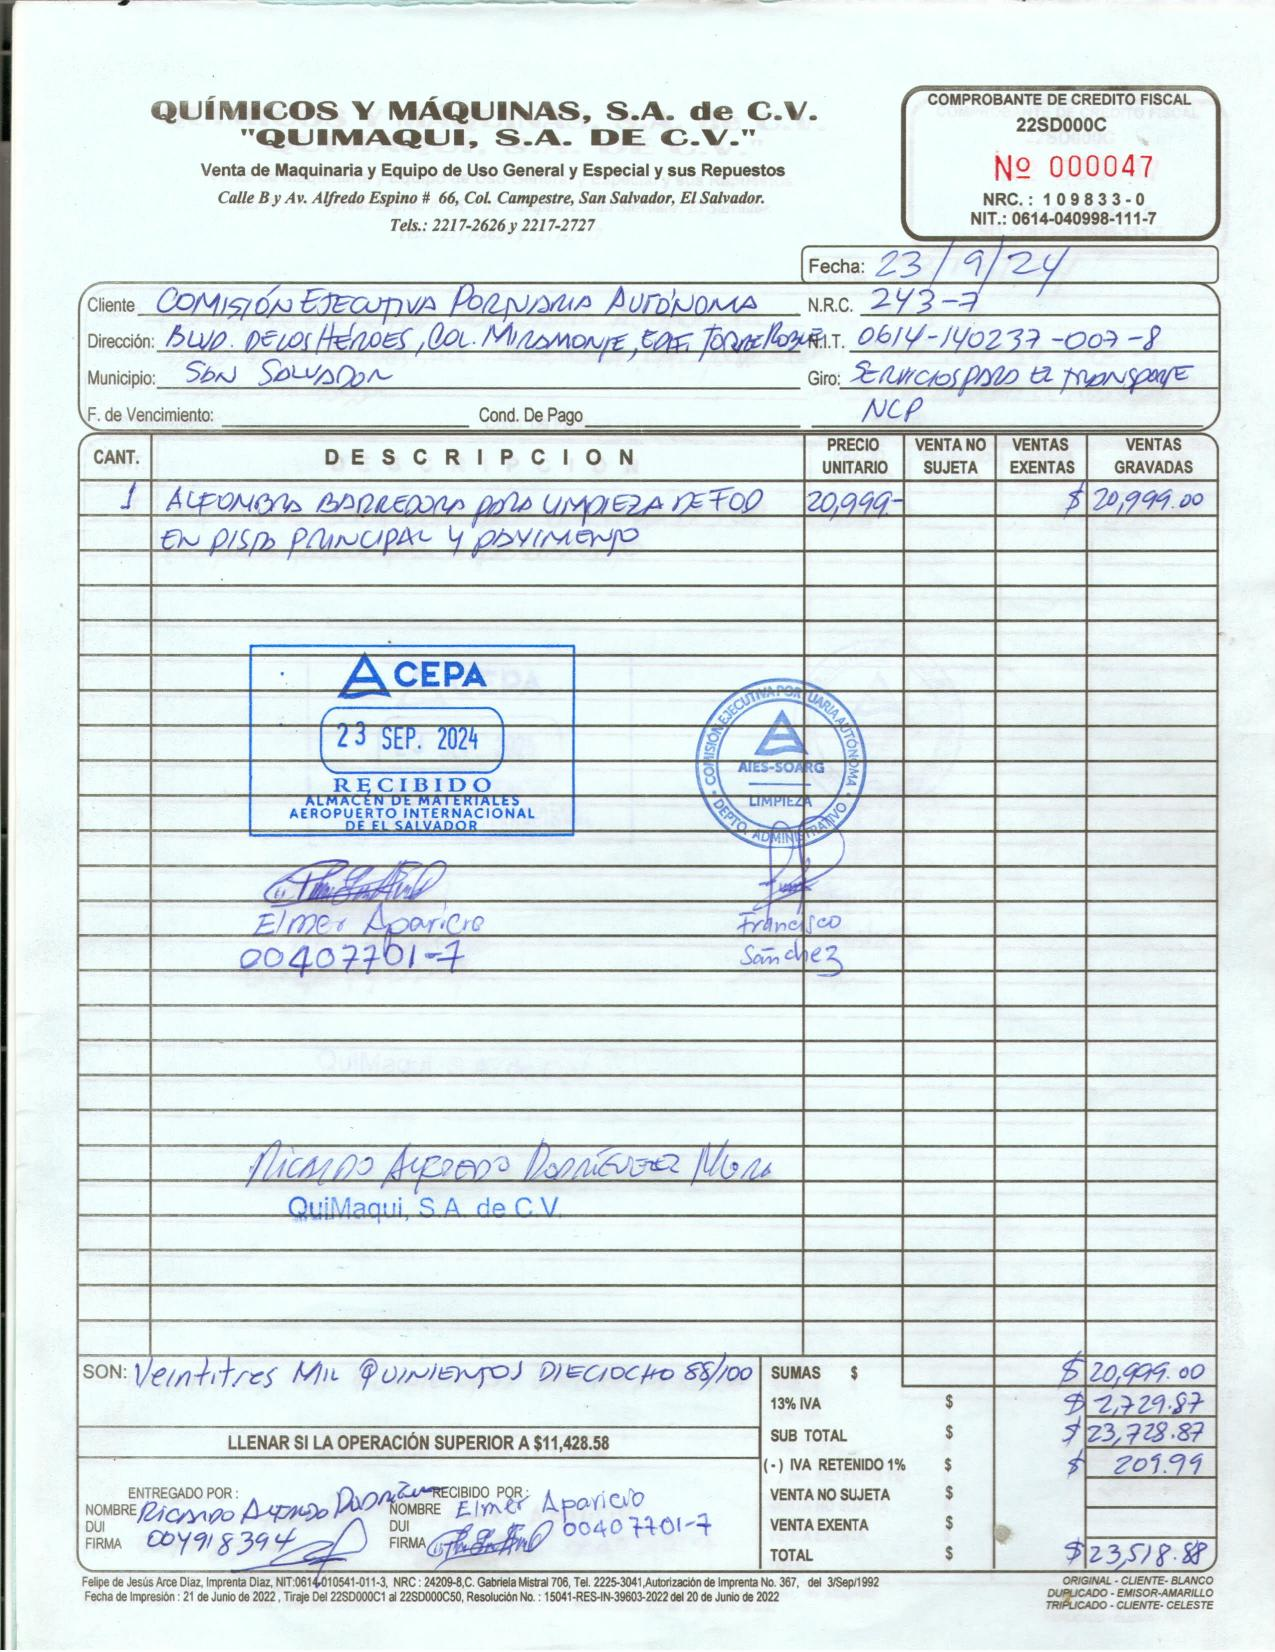 QUÍMICOS Y MÁQUINAS, S.A. de C.V.
"QUIMAQUI, S.A. DE C.V."
Venta de Maquinaria y Equipo de Uso General y Especial y sus Repuestos
Calle B y Av. Alfredo Espino # 66, Col. Campestre, San Salvador, El Salvador.
Tels.: 2217-2626 y 2217-2727
COMPROBANTE DE CREDITO FISCAL
22SD000C
Nº 000047
NRC. : 109833-0
NIT.: 0614-040998-111-7
Fecha: 23/9/24
Cliente COMISIÓN EJECUTIVA PORTUARIA AUTÓNOMA N.R.C. 243-7
Dirección: BLVD. DE LOS HÉROES, COL. MIRAMONTE, EDIF. TORRE ROBLE N.I.T. 0614-140237-007-8
Municipio: SAN SALVADOR Giro: SERVICIOS PARA EL TRANSPORTE
F. de Vencimiento: Cond. De Pago NCP
CANT. DESCRIPCION PRECIO UNITARIO VENTA NO SUJETA VENTAS EXENTAS VENTAS GRAVADAS
1 ALFOMBRA BARREDORA PARA LIMPIEZA DE FOD 20,999- $ 20,999.00
EN PISTA PRINCIPAL Y PAVIMENTO
CEPA
23 SEP. 2024
RECIBIDO
ALMACÉN DE MATERIALES
AEROPUERTO INTERNACIONAL
DE EL SALVADOR
COMISIÓN EJECUTIVA PORTUARIA AUTÓNOMA
AIES-SOARG
LIMPIEZA
DEPTO. ADMINISTRATIVO
Elmer Aparicio
00407701-7
Francisco
Sánchez
RICARDO ALFREDO RODRÍGUEZ MORA
QuiMaqui, S.A. de C.V.
SON: Veintitres MIL QUINIENTOS DIECIOCHO 88/100
SUMAS $ $ 20,999.00
13% IVA $ $ 2,729.87
SUB TOTAL $ $ 23,728.87
(-) IVA RETENIDO 1% $ $ 209.99
VENTA NO SUJETA $
VENTA EXENTA $
TOTAL $ $ 23,518.88
LLENAR SI LA OPERACIÓN SUPERIOR A $11,428.58
ENTREGADO POR : RECIBIDO POR :
NOMBRE RICARDO ALFREDO RODRÍGUEZ NOMBRE Elmer Aparicio
DUI 004918394 DUI 00407701-7
FIRMA FIRMA
Felipe de Jesús Arce Díaz, Imprenta Díaz, NIT:0614-010541-011-3, NRC : 24209-8,C. Gabriela Mistral 706, Tel. 2225-3041,Autorización de Imprenta No. 367, del 3/Sep/1992
Fecha de Impresión : 21 de Junio de 2022 , Tiraje Del 22SD000C1 al 22SD000C50, Resolución No. : 15041-RES-IN-39603-2022 del 20 de Junio de 2022
ORIGINAL - CLIENTE- BLANCO
DUPLICADO - EMISOR-AMARILLO
TRIPLICADO - CLIENTE- CELESTE